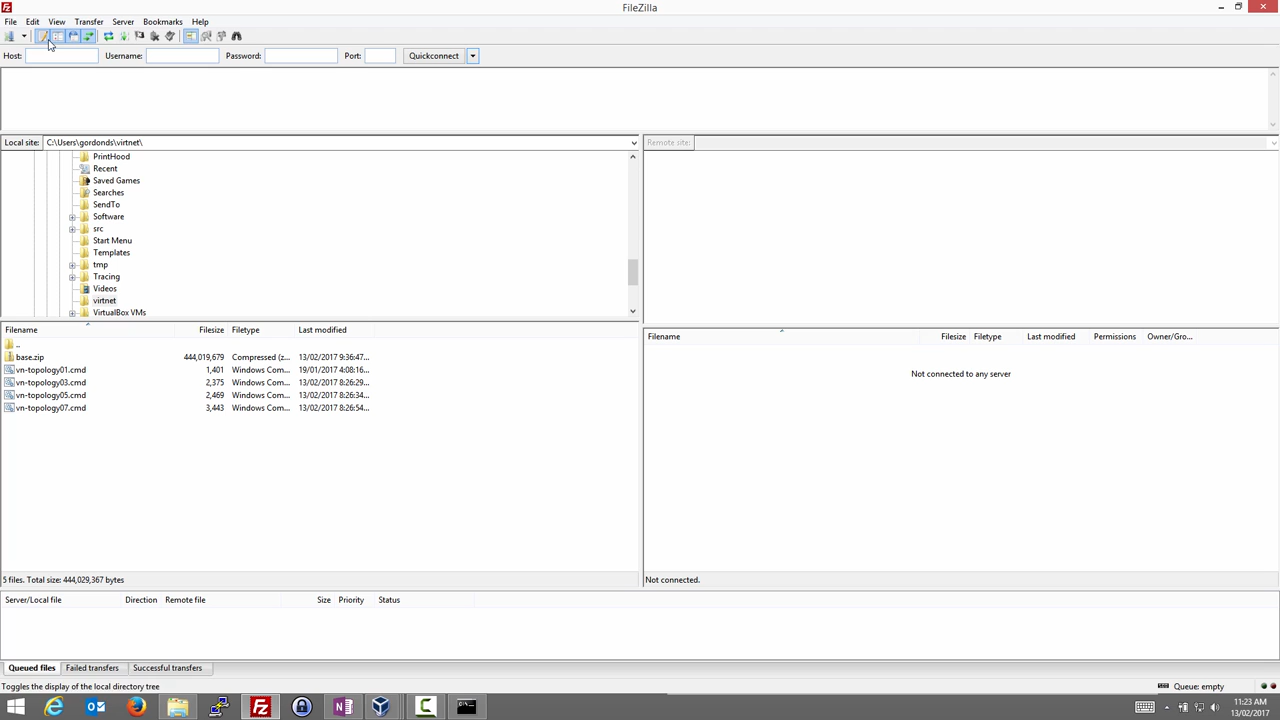 FileZilla
File Edit View Transfer Server Bookmarks Help
Host: Username: Password: Port: Quickconnect
Local site: C:\Users\gordonds\virtnet\
Remote site:
PrintHood
Recent
Saved Games
Searches
SendTo
Software
src
Start Menu
Templates
tmp
Tracing
Videos
virtnet
VirtualBox VMs
Filename Filesize Filetype Last modified
..
base.zip 444,019,679 Compressed (z... 13/02/2017 9:36:47...
vn-topology01.cmd 1,401 Windows Com... 19/01/2017 4:08:16...
vn-topology03.cmd 2,375 Windows Com... 13/02/2017 8:26:29...
vn-topology05.cmd 2,469 Windows Com... 13/02/2017 8:26:34...
vn-topology07.cmd 3,443 Windows Com... 13/02/2017 8:26:54...
5 files. Total size: 444,029,367 bytes
Filename Filesize Filetype Last modified Permissions Owner/Gro...
Not connected to any server
Not connected.
Server/Local file Direction Remote file Size Priority Status
Queued files Failed transfers Successful transfers
Toggles the display of the local directory tree
Queue: empty
11:23 AM
13/02/2017